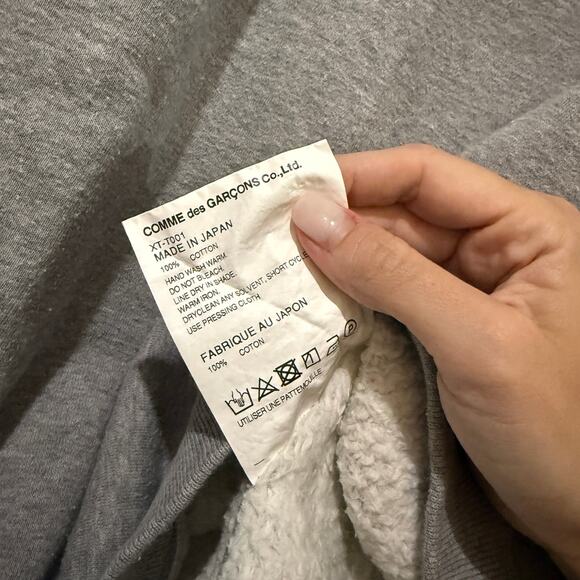 COMME des GARÇONS Co.,Ltd.
XT-T001
MADE IN JAPAN
100% COTTON
HAND WASH WARM
DO NOT BLEACH.
LINE DRY IN SHADE.
WARM IRON.
DRYCLEAN ANY SOLVENT, SHORT CYCLE
USE PRESSING CLOTH
FABRIQUE AU JAPON
100% COTON
UTILISER UNE PATTEMOUILLE